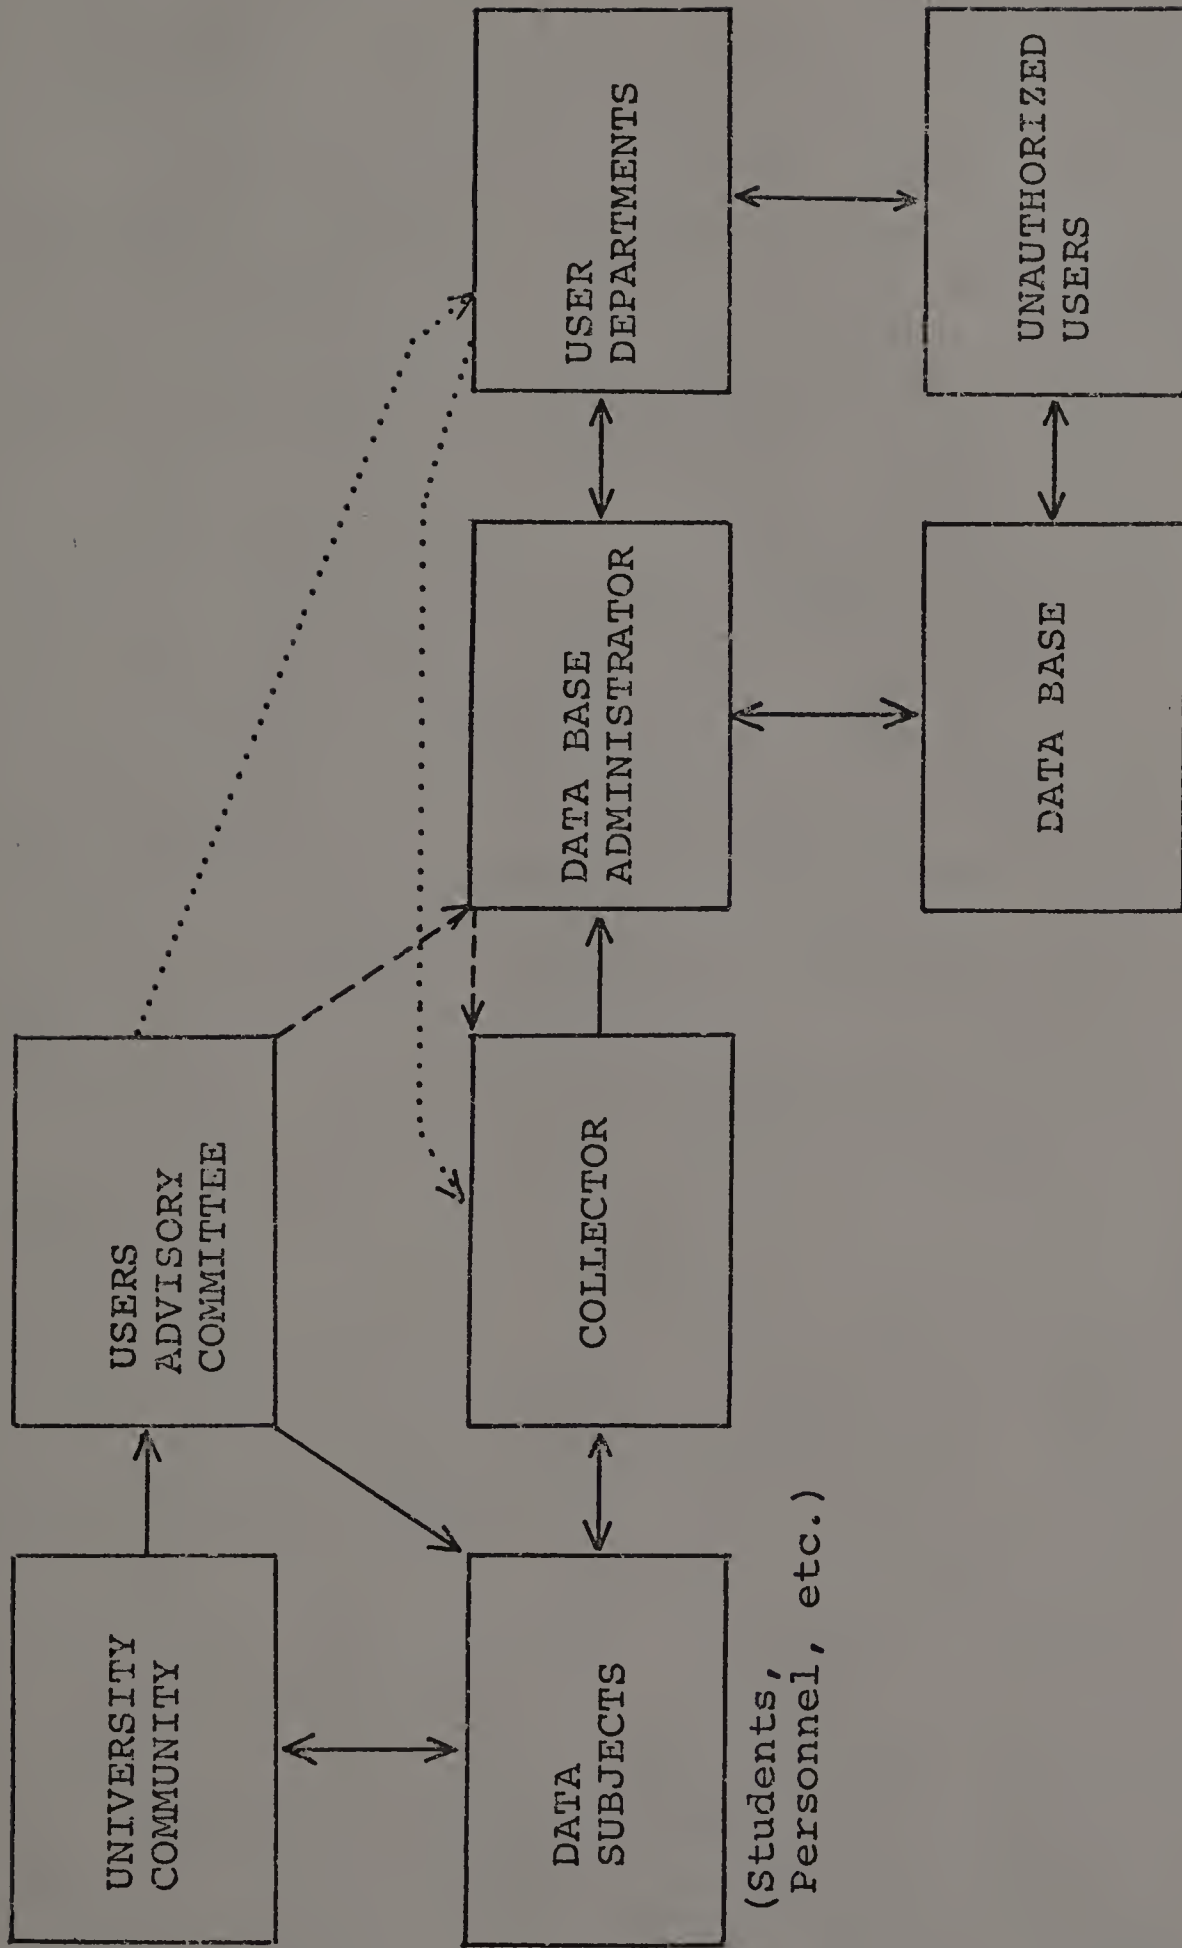 UNIVERSITY
COMMUNITY
USERS
ADVISORY
COMMITTEE
DATA
SUBJECTS
(Students,
Personnel, etc.)
COLLECTOR
DATA BASE
ADMINISTRATOR
USER
DEPARTMENTS
DATA BASE
UNAUTHORIZED
USERS